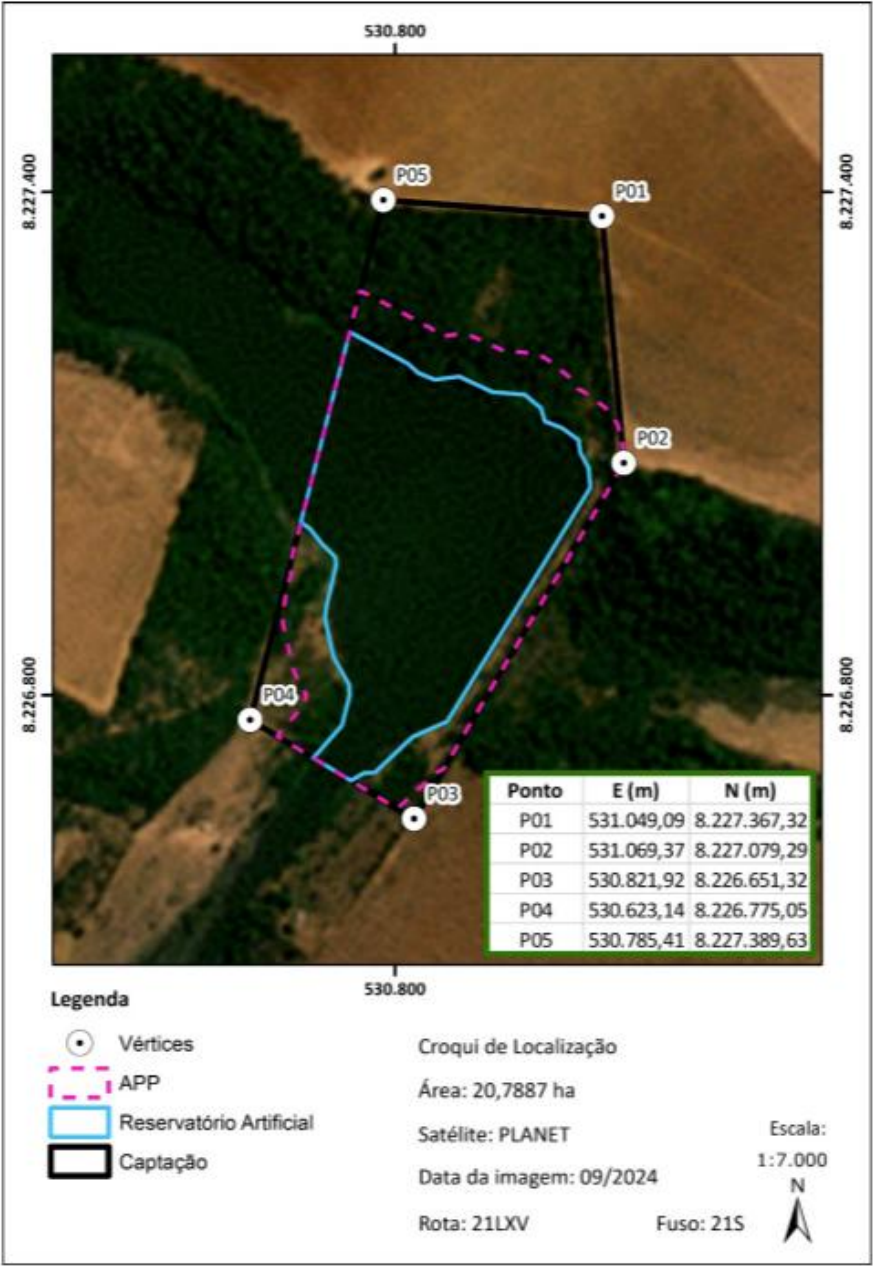 530.800
8.227.400
8.227.400
P05
P01
P02
8.226.800
8.226.800
P04
P03
Ponto E (m) N (m)
P01 531.049,09 8.227.367,32
P02 531.069,37 8.227.079,29
P03 530.821,92 8.226.651,32
P04 530.623,14 8.226.775,05
P05 530.785,41 8.227.389,63
530.800
Legenda
Vértices
APP
Reservatório Artificial
Captação
Croqui de Localização
Área: 20,7887 ha
Satélite: PLANET
Data da imagem: 09/2024
Rota: 21LXV
Fuso: 21S
Escala:
1:7.000
N